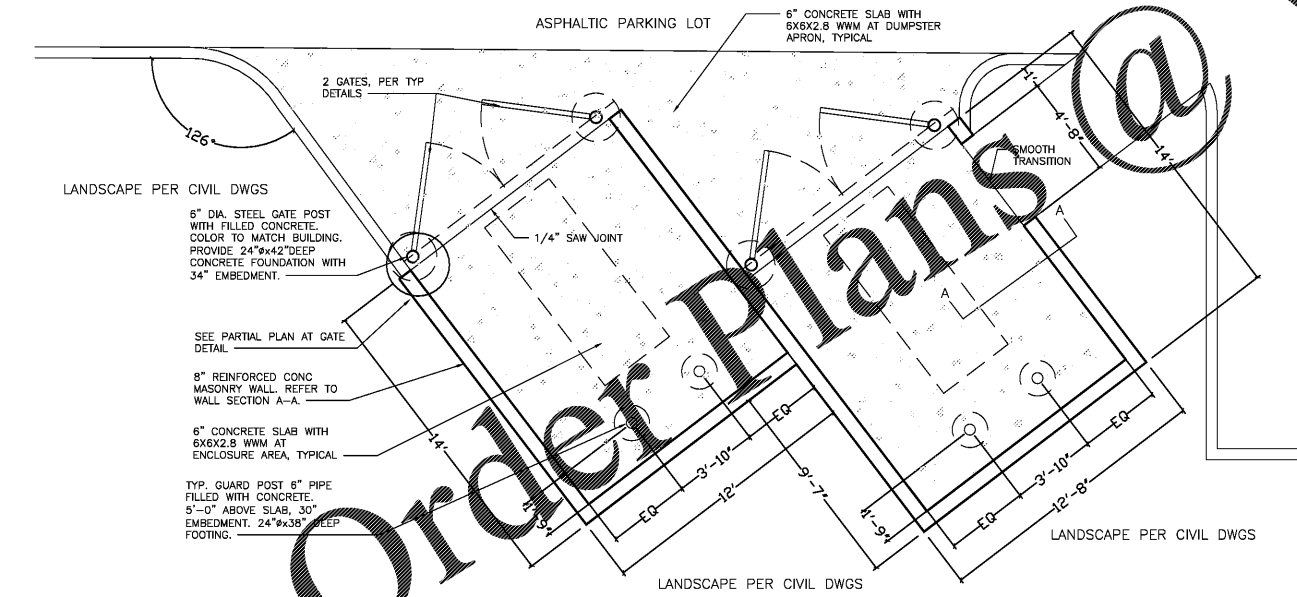 ASPHALTIC PARKING LOT
6" CONCRETE SLAB WITH
6X6X2.8 WWM AT DUMPSTER
APRON, TYPICAL
2 GATES, PER TYP
DETAILS
126°
1'
4'-8"
14'
SMOOTH
TRANSITION
LANDSCAPE PER CIVIL DWGS
6" DIA. STEEL GATE POST
WITH FILLED CONCRETE.
COLOR TO MATCH BUILDING.
PROVIDE 24"øx42"DEEP
CONCRETE FOUNDATION WITH
34" EMBEDMENT.
1/4" SAW JOINT
A
A
SEE PARTIAL PLAN AT GATE
DETAIL
8" REINFORCED CONC
MASONRY WALL. REFER TO
WALL SECTION A-A.
6" CONCRETE SLAB WITH
6X6X2.8 WWM AT
ENCLOSURE AREA, TYPICAL
TYP. GUARD POST 6" PIPE
FILLED WITH CONCRETE.
5'-0" ABOVE SLAB, 30"
EMBEDMENT. 24"øx38" DEEP
FOOTING.
14'
1'-9"
EQ
3'-10"
EQ
12'
9'-7"
1'-9"
EQ
3'-10"
EQ
12'-8"
LANDSCAPE PER CIVIL DWGS
LANDSCAPE PER CIVIL DWGS
Order Plans @